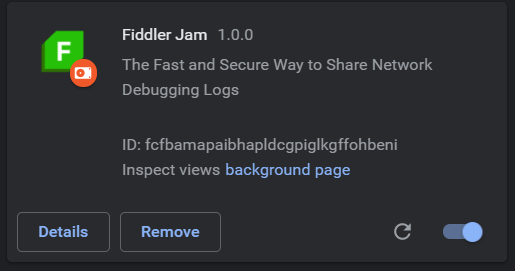 F
Fiddler Jam 1.0.0
The Fast and Secure Way to Share Network
Debugging Logs
ID: fcfbamapaibhapldcgpiglkgffohbeni
Inspect views background page
Details Remove